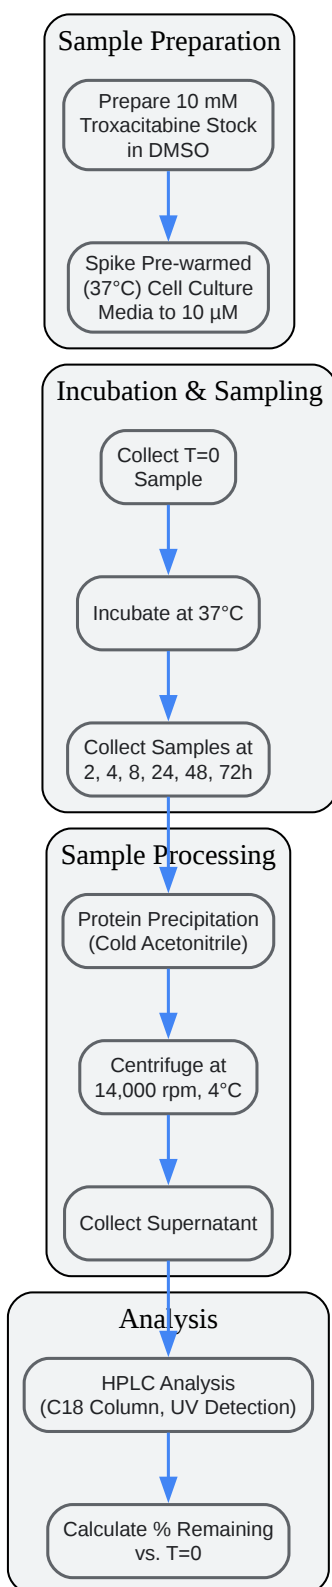 Sample Preparation
Prepare 10 mM
Troxacitabine Stock
in DMSO
Spike Pre-warmed
(37°C) Cell Culture
Media to 10 µM
Incubation & Sampling
Collect T=0
Sample
Incubate at 37°C
Collect Samples at
2, 4, 8, 24, 48, 72h
Sample Processing
Protein Precipitation
(Cold Acetonitrile)
Centrifuge at
14,000 rpm, 4°C
Collect Supernatant
Analysis
HPLC Analysis
(C18 Column, UV Detection)
Calculate % Remaining
vs. T=0